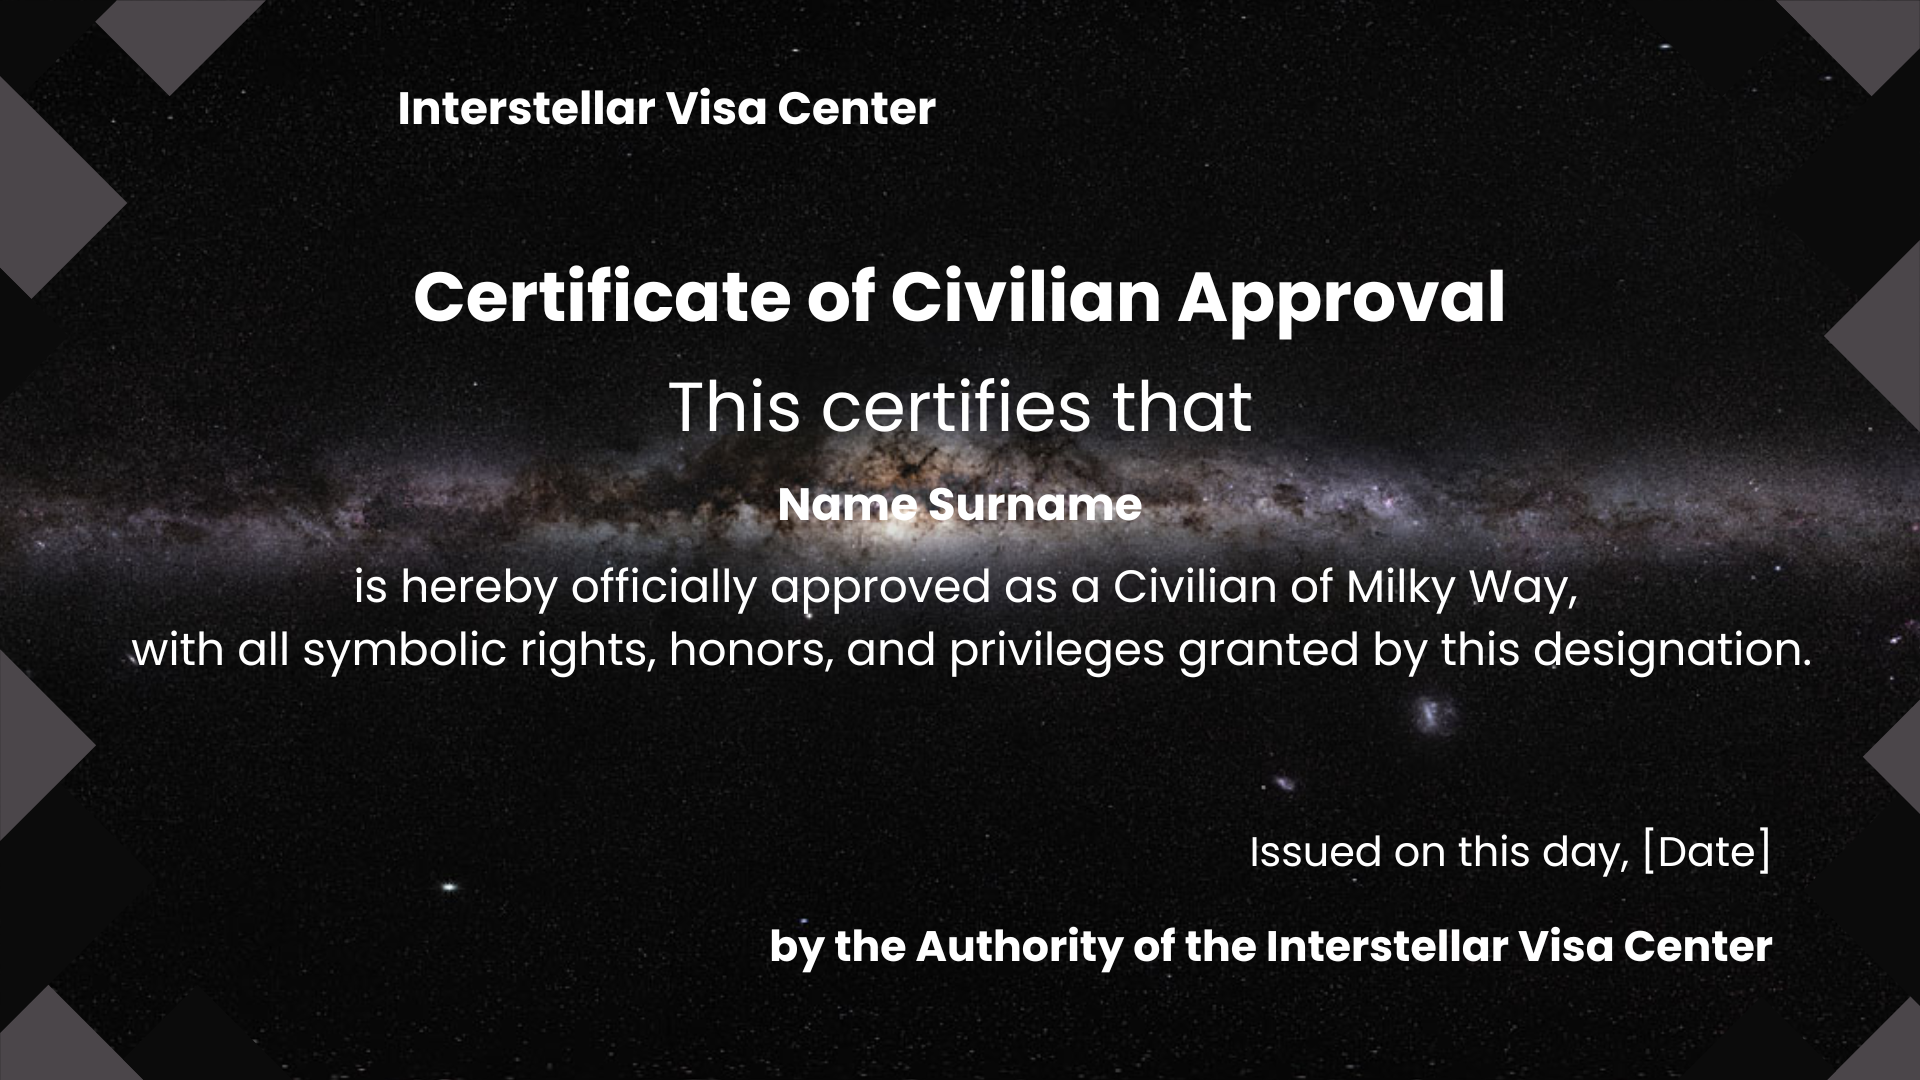 Interstellar Visa Center
Certificate of Civilian Approval
This certifies that
Name Surname
is hereby officially approved as a Civilian of Milky Way,
with all symbolic rights, honors, and privileges granted by this designation.
Issued on this day, [Date]
by the Authority of the Interstellar Visa Center